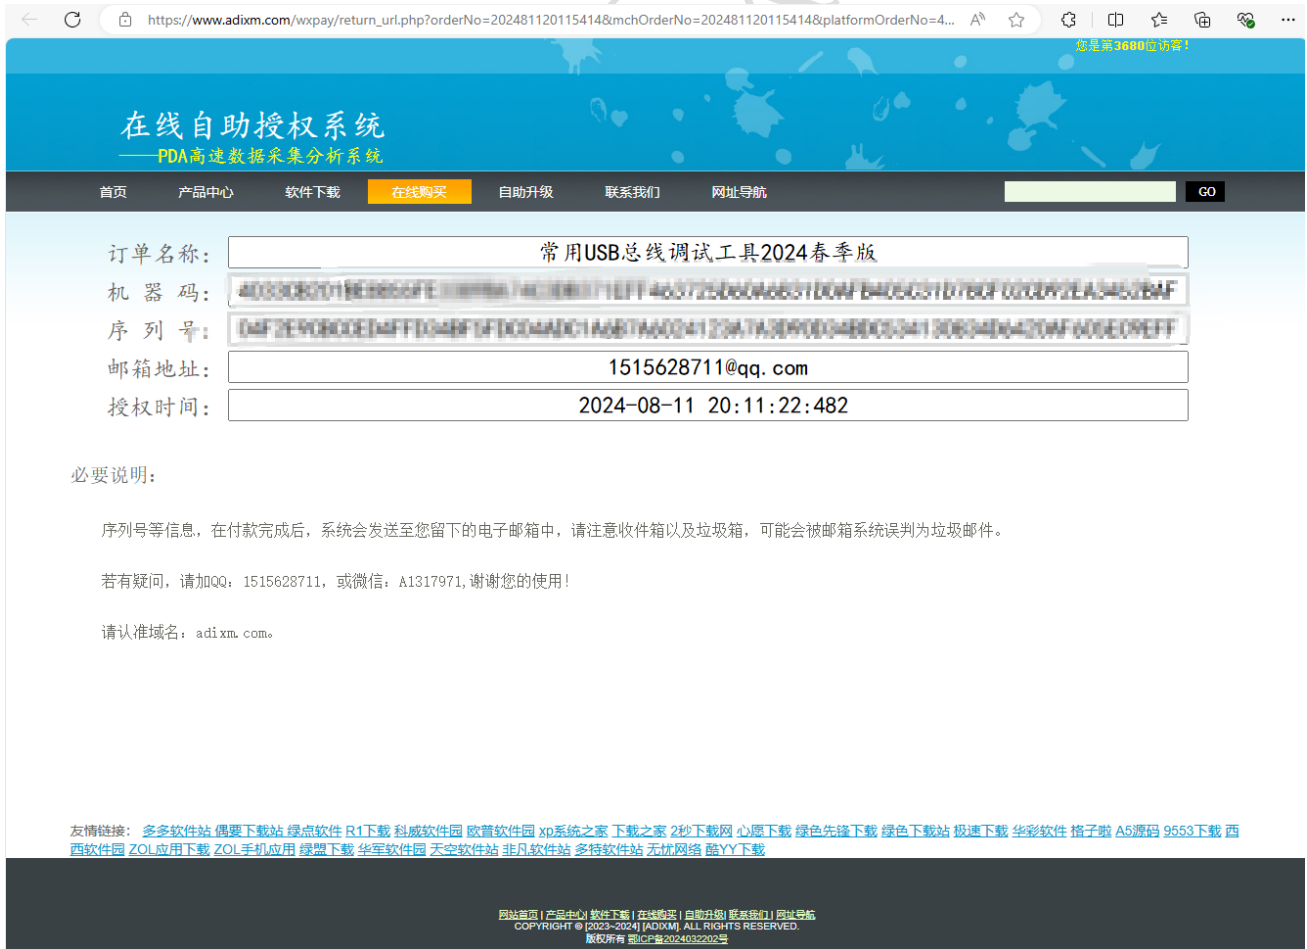 https://www.adixm.com/wxpay/return_url.php?orderNo=202481120115414&mchOrderNo=202481120115414&platformOrderNo=4...
您是第3680位访客!
在线自助授权系统
——PDA高速数据采集分析系统
首页 产品中心 软件下载 在线购买 自助升级 联系我们 网址导航 GO
订单名称: 常用USB总线调试工具2024春季版
机 器 码:
序 列 号:
邮箱地址: 1515628711@qq.com
授权时间: 2024-08-11 20:11:22:482
必要说明:
序列号等信息，在付款完成后，系统会发送至您留下的电子邮箱中，请注意收件箱以及垃圾箱，可能会被邮箱系统误判为垃圾邮件。
若有疑问，请加QQ：1515628711，或微信：A1317971,谢谢您的使用!
请认准域名：adixm.com。
友情链接： 多多软件站 偶要下载站 绿点软件 R1下载 科威软件园 欧普软件园 xp系统之家 下载之家 2秒下载网 心愿下载 绿色先锋下载 绿色下载站 极速下载 华彩软件 格子啦 A5源码 9553下载 西
西软件园 ZOL应用下载 ZOL手机应用 绿盟下载 华军软件园 天空软件站 非凡软件站 多特软件站 无忧网络 酷YY下载
网站首页 | 产品中心| 软件下载 | 在线购买 | 自助升级| 联系我们 | 网址导航
COPYRIGHT © [2023~2024] [ADIXM]. ALL RIGHTS RESERVED.
版权所有 鄂ICP备2024032202号